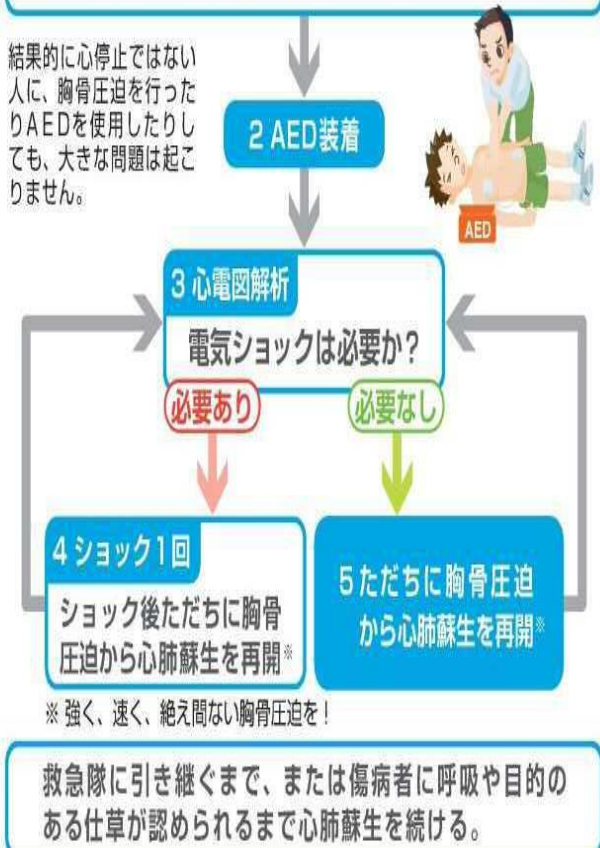 結果的に心停止ではない
人に、胸骨圧迫を行った
りAEDを使用したりし
ても、大きな問題は起こ
りません。
2 AED装着
AED
3 心電図解析
電気ショックは必要か？
必要あり
必要なし
4 ショック1回
ショック後ただちに胸骨
圧迫から心肺蘇生を再開※
5 ただちに胸骨圧迫
から心肺蘇生を再開※
※ 強く、速く、絶え間ない胸骨圧迫を！
救急隊に引き継ぐまで、または傷病者に呼吸や目的の
ある仕草が認められるまで心肺蘇生を続ける。